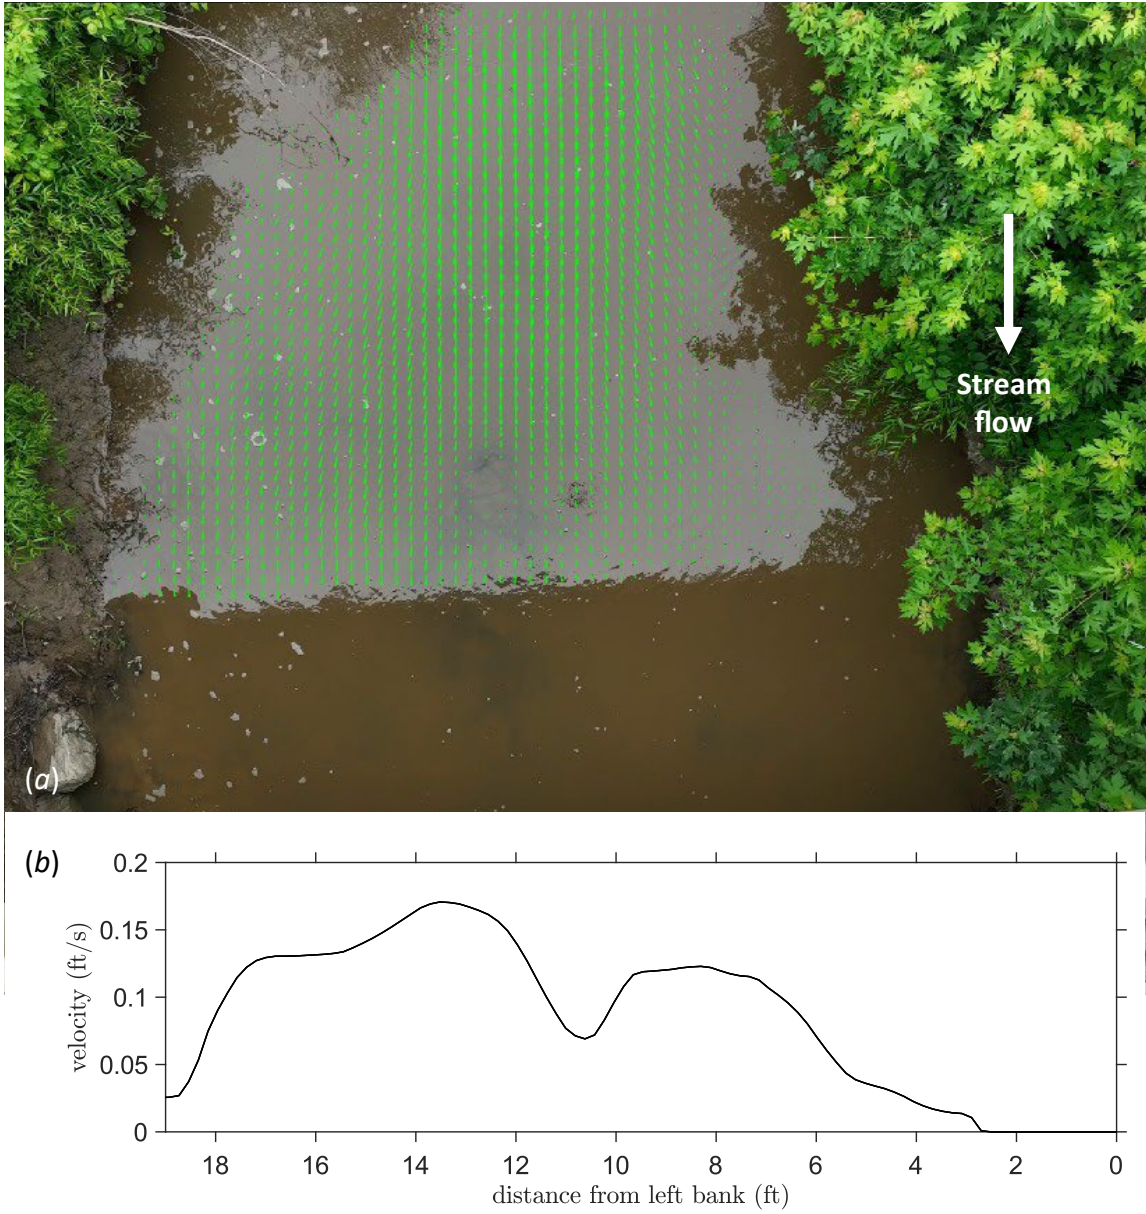 Stream
flow
(a)
(b)
0.2
0.15
0.1
0.05
0
velocity (ft/s)
18 16 14 12 10 8 6 4 2 0
distance from left bank (ft)